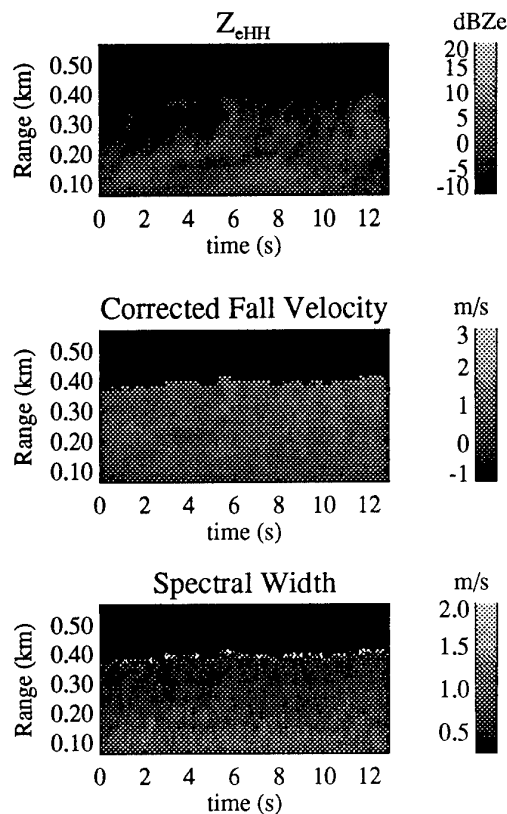 Z_eHH
dBZe
Range (km)
0.50
0.40
0.30
0.20
0.10
0 2 4 6 8 10 12
time (s)
20
15
10
5
0
-5
-10
Corrected Fall Velocity
m/s
Range (km)
0.50
0.40
0.30
0.20
0.10
0 2 4 6 8 10 12
time (s)
3
2
1
0
-1
Spectral Width
m/s
Range (km)
0.50
0.40
0.30
0.20
0.10
0 2 4 6 8 10 12
time (s)
2.0
1.5
1.0
0.5